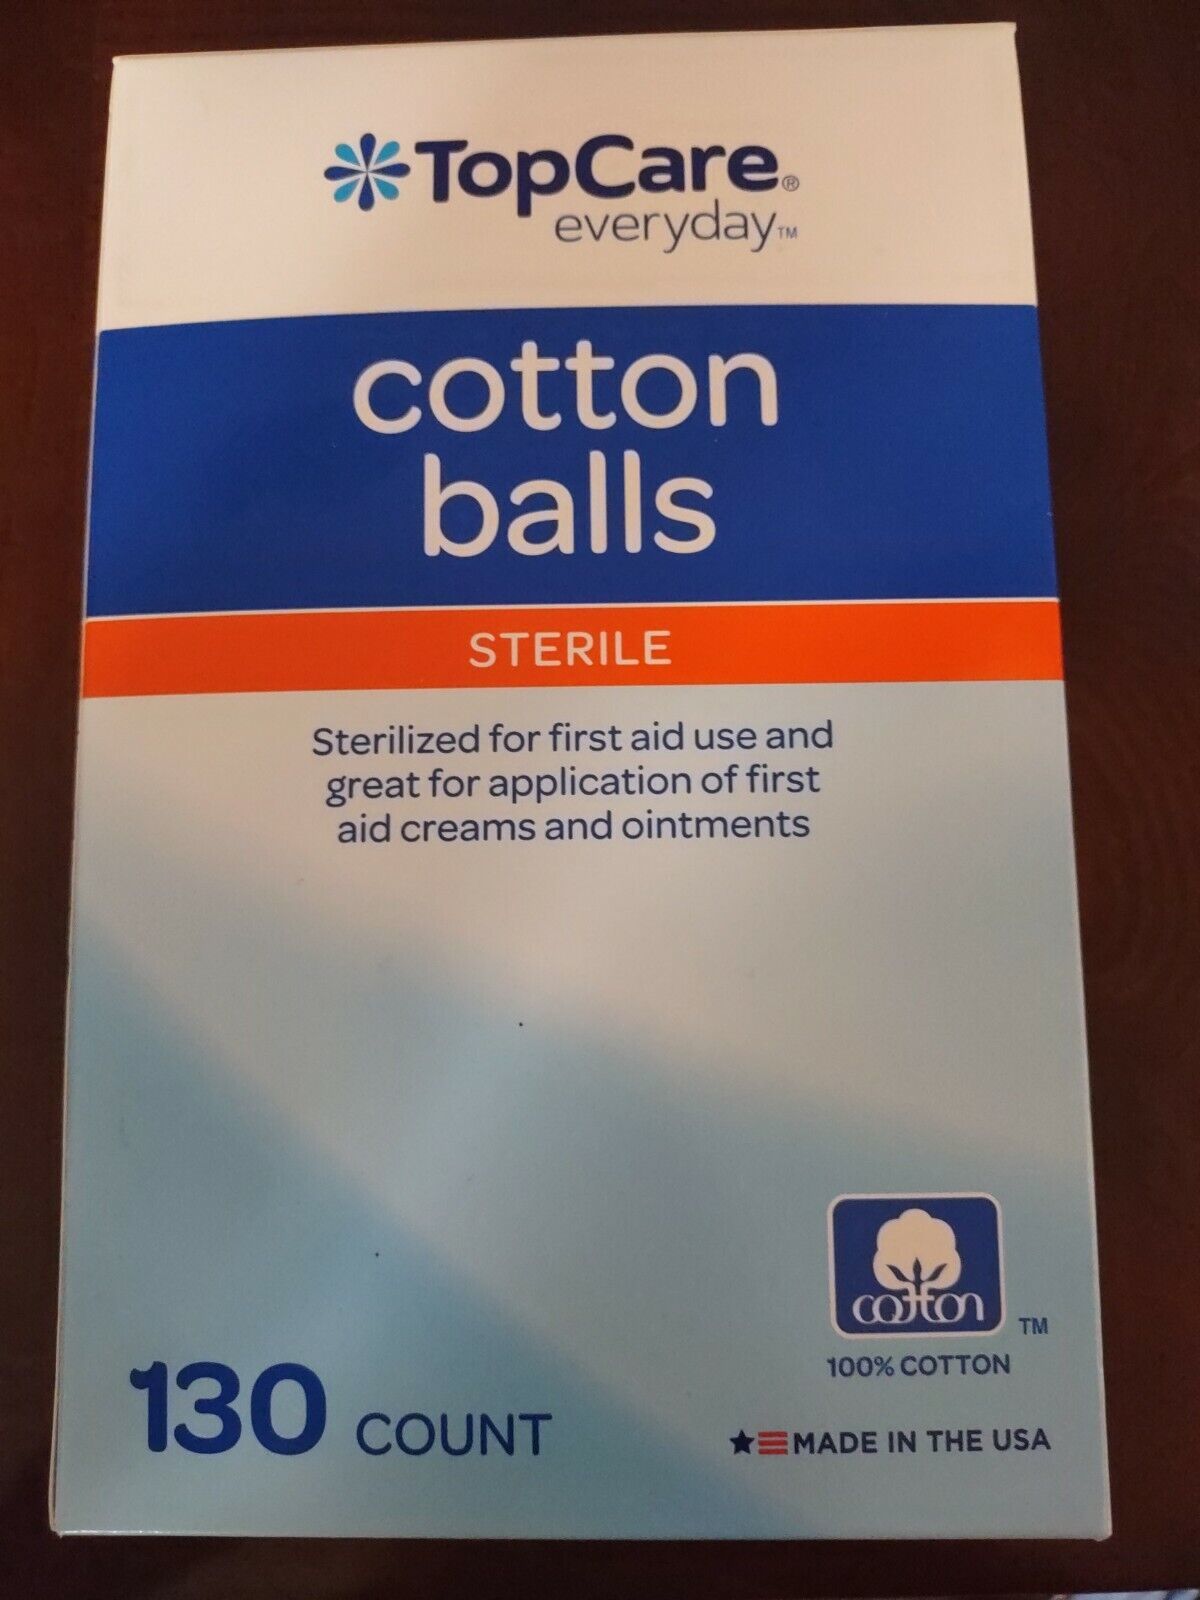 TopCare®
everyday™
cotton
balls
STERILE
Sterilized for first aid use and
great for application of first
aid creams and ointments
cotton ™
100% COTTON
130 COUNT
MADE IN THE USA